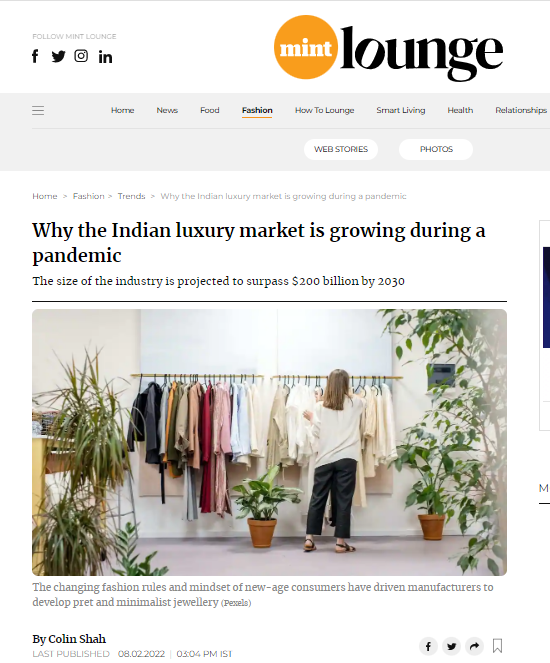 FOLLOW MINT LOUNGE
mint lounge
Home News Food Fashion How To Lounge Smart Living Health Relationships
WEB STORIES PHOTOS
Home > Fashion > Trends > Why the Indian luxury market is growing during a pandemic
Why the Indian luxury market is growing during a
pandemic
The size of the industry is projected to surpass $200 billion by 2030
The changing fashion rules and mindset of new-age consumers have driven manufacturers to
develop pret and minimalist jewellery (Pexels)
M
By Colin Shah
LAST PUBLISHED 08.02.2022 | 03:04 PM IST